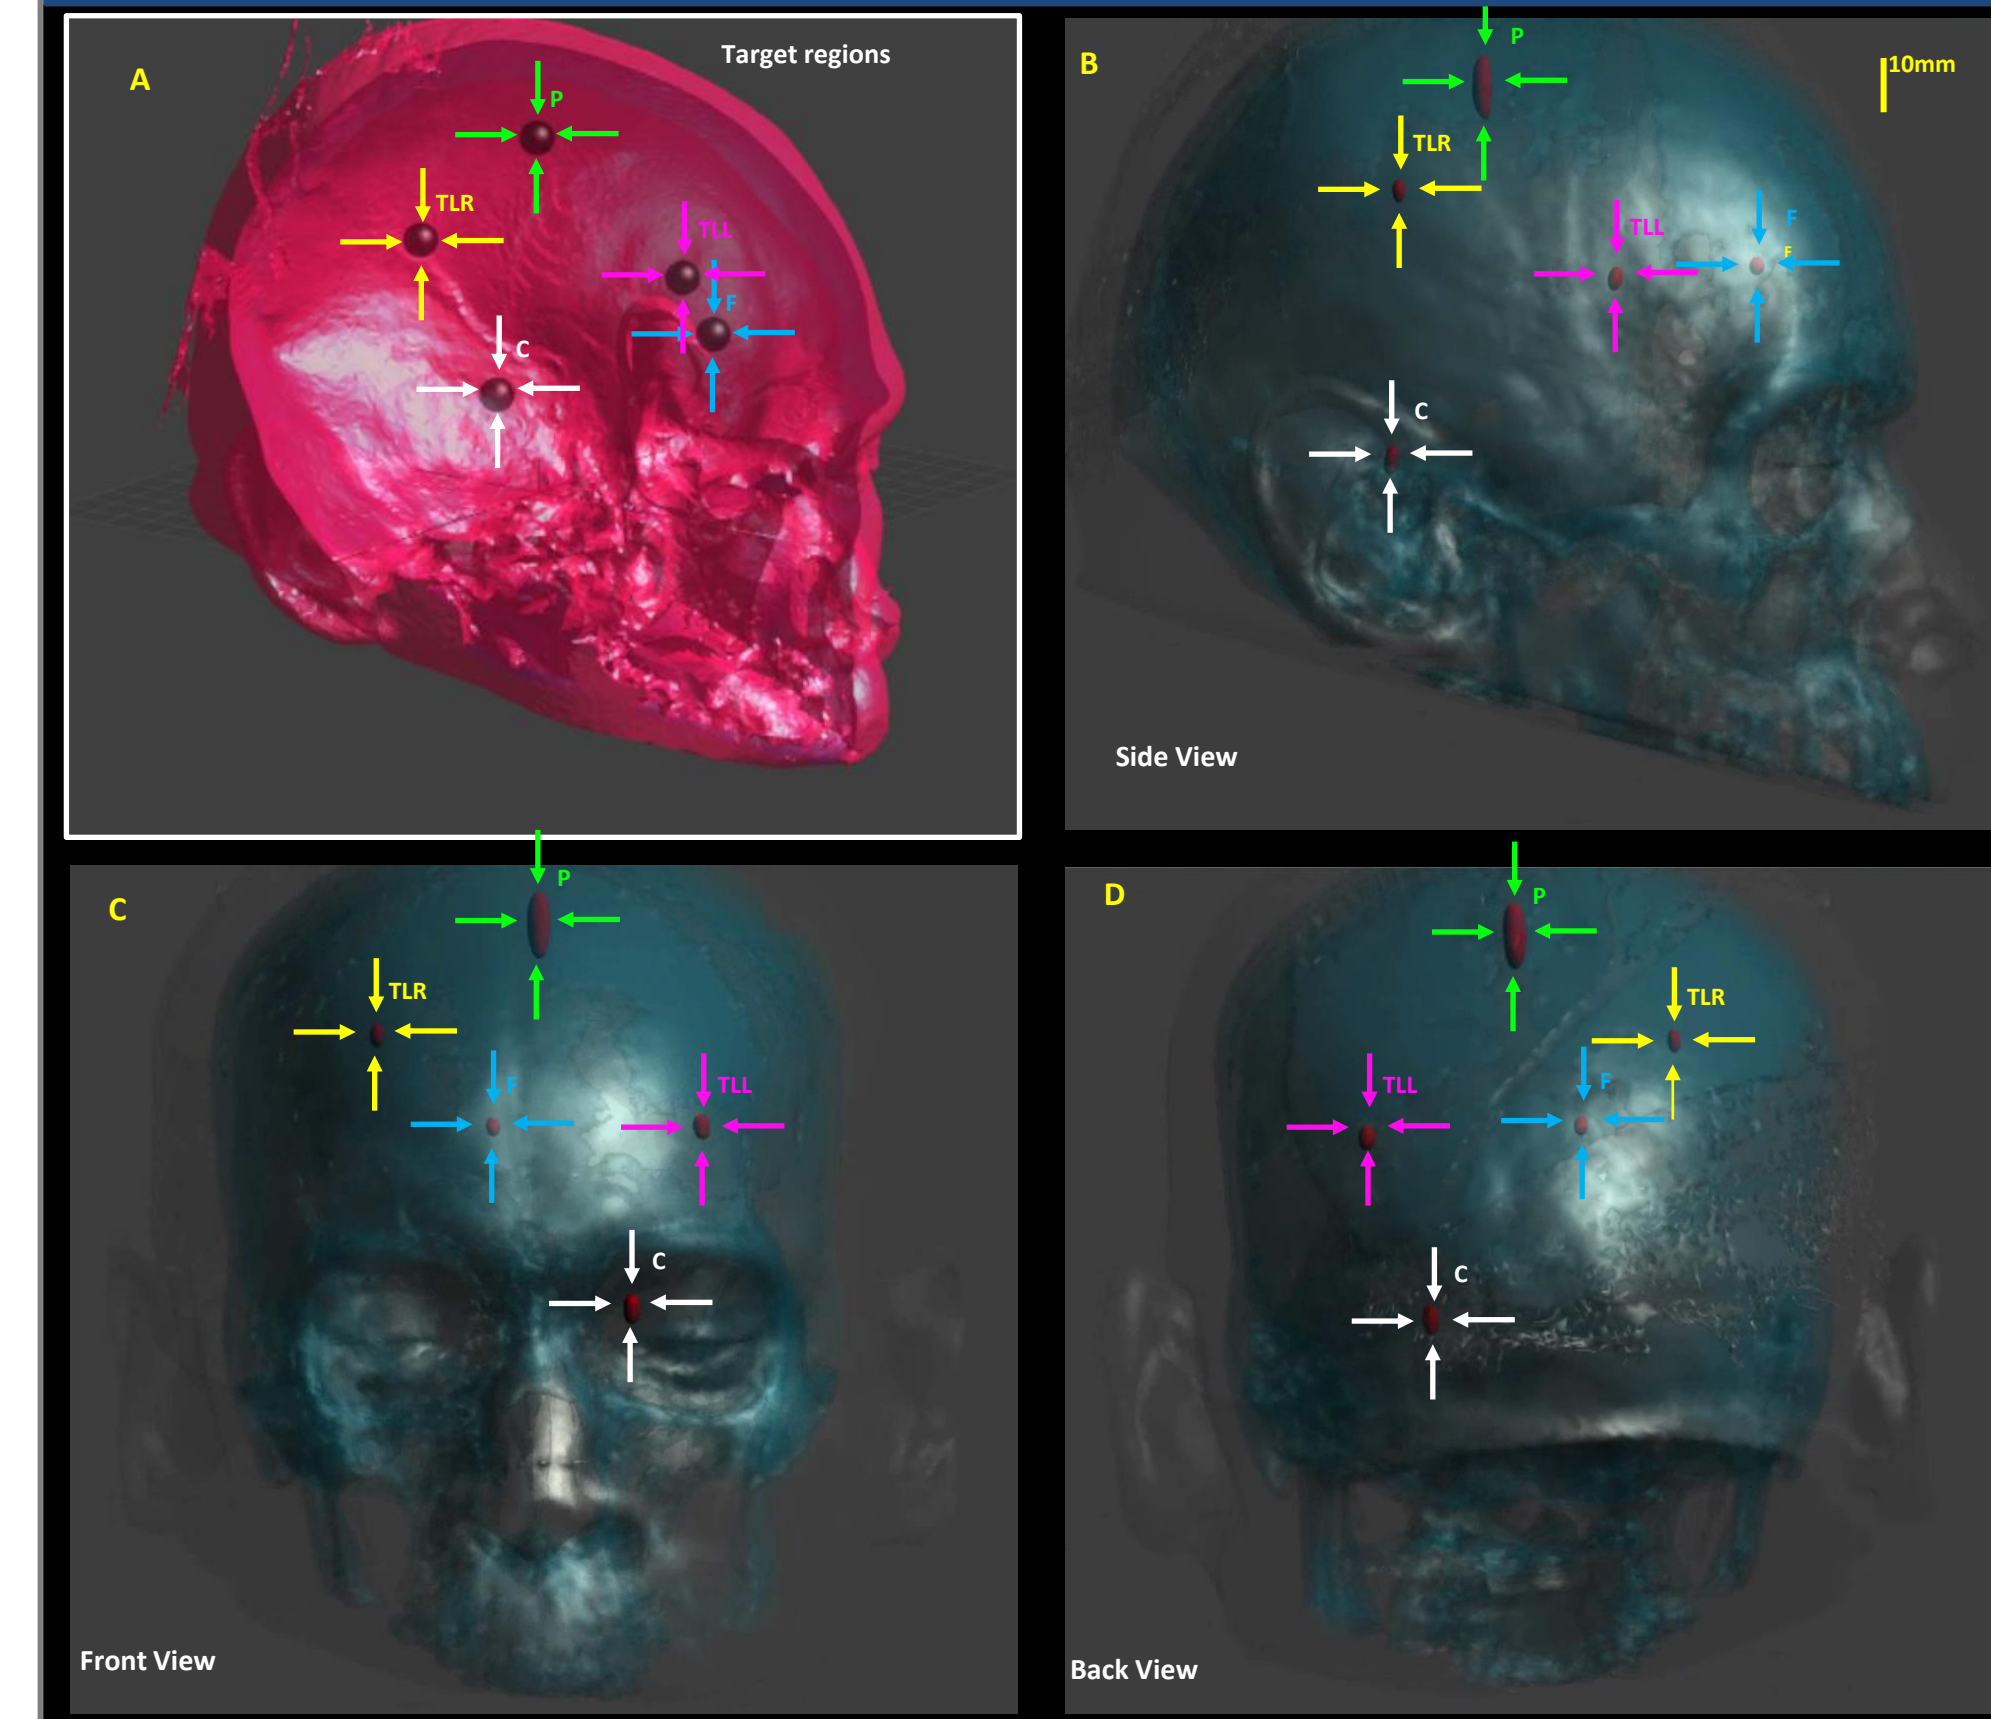 A
Target regions
P
TLR
TLL
F
C
B
P
10mm
TLR
F
TLL
F
C
Side View
C
P
TLR
F
TLL
C
Front View
D
P
TLR
F
TLL
C
Back View